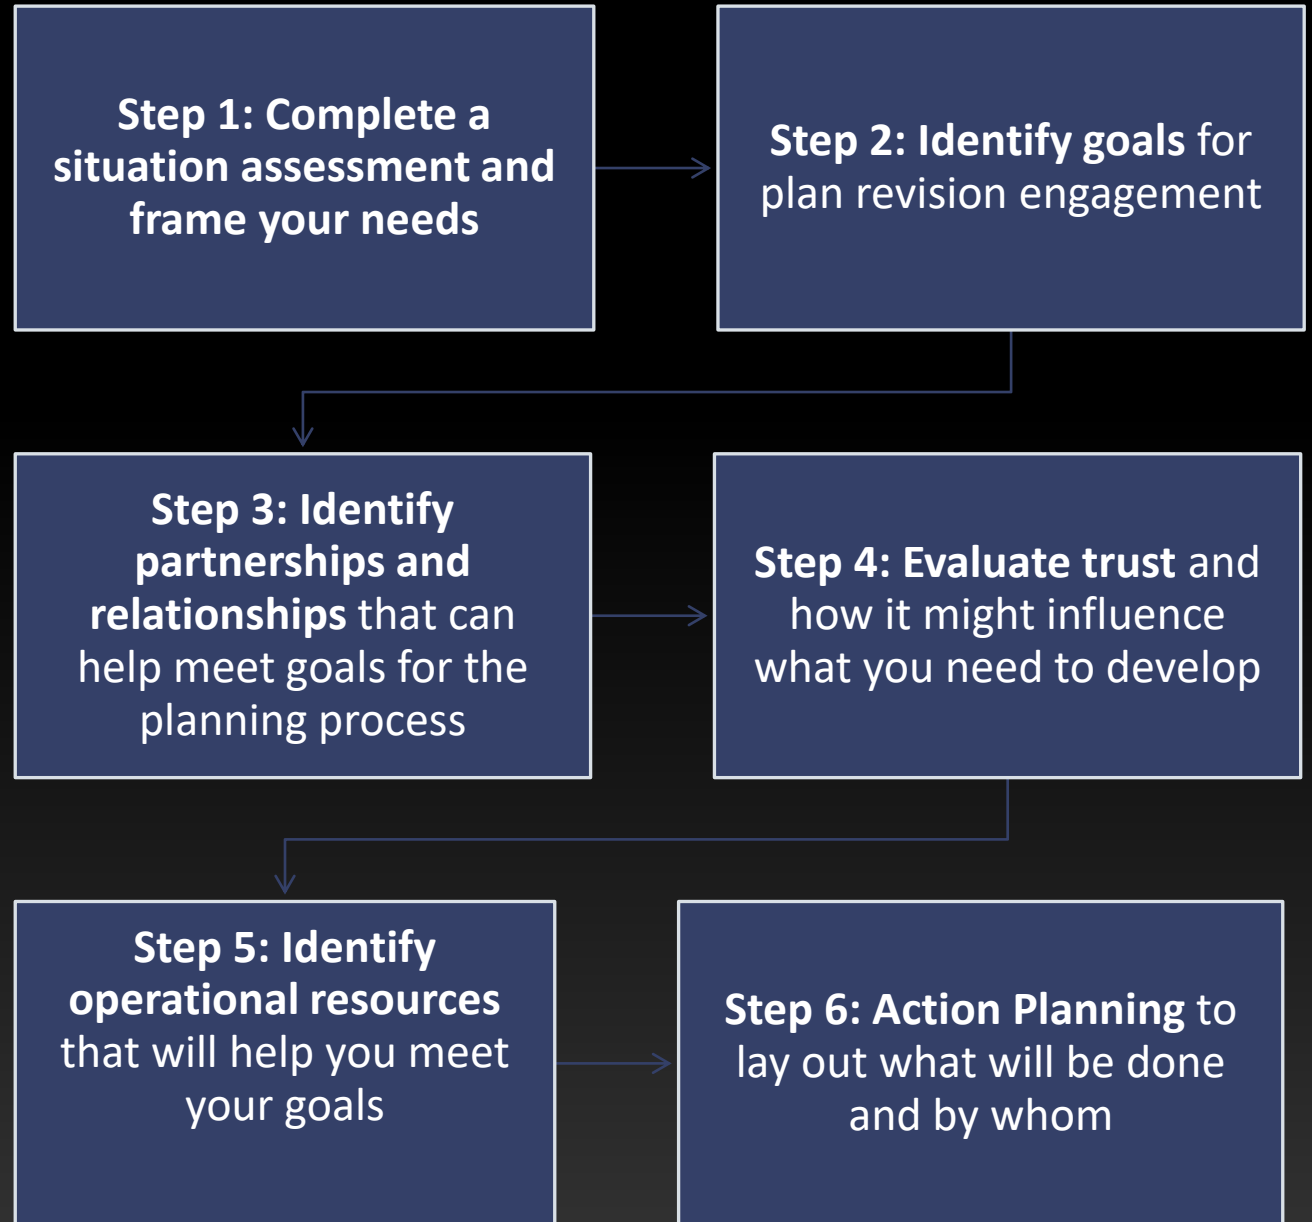 Step 1: Complete a
situation assessment and
frame your needs
Step 2: Identify goals for
plan revision engagement
Step 3: Identify
partnerships and
relationships that can
help meet goals for the
planning process
Step 4: Evaluate trust and
how it might influence
what you need to develop
Step 5: Identify
operational resources
that will help you meet
your goals
Step 6: Action Planning to
lay out what will be done
and by whom